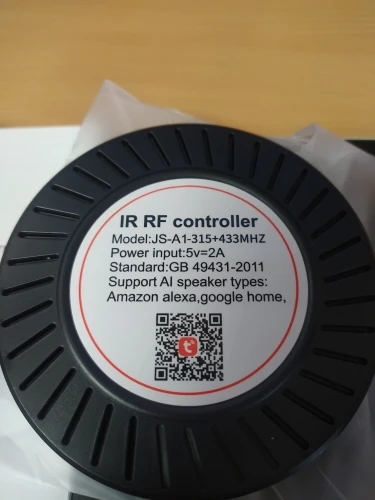 IR RF controller
Model:JS-A1-315+433MHZ
Power input:5v=2A
Standard:GB 49431-2011
Support AI speaker types:
Amazon alexa,google home,